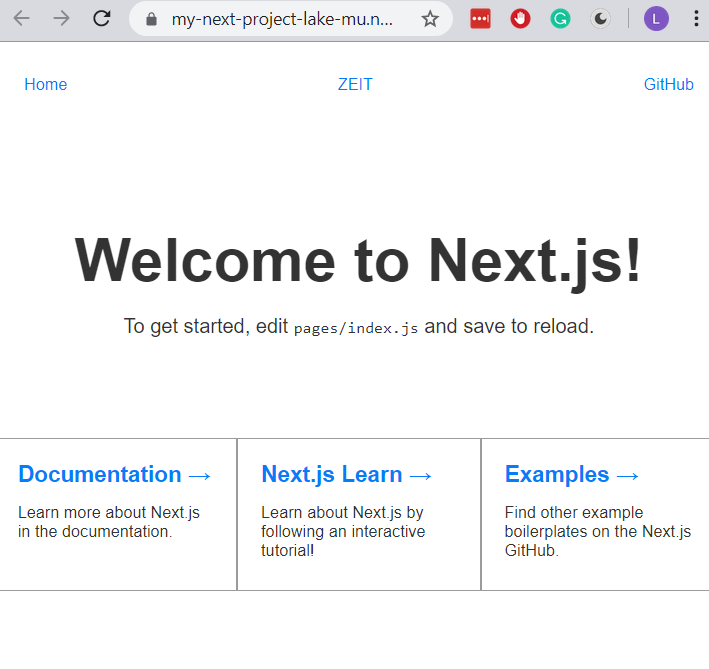 my-next-project-lake-mu.n...
L
Home ZEIT GitHub
Welcome to Next.js!
To get started, edit pages/index.js and save to reload.
Documentation →
Learn more about Next.js
in the documentation.
Next.js Learn →
Learn about Next.js by
following an interactive
tutorial!
Examples →
Find other example
boilerplates on the Next.js
GitHub.